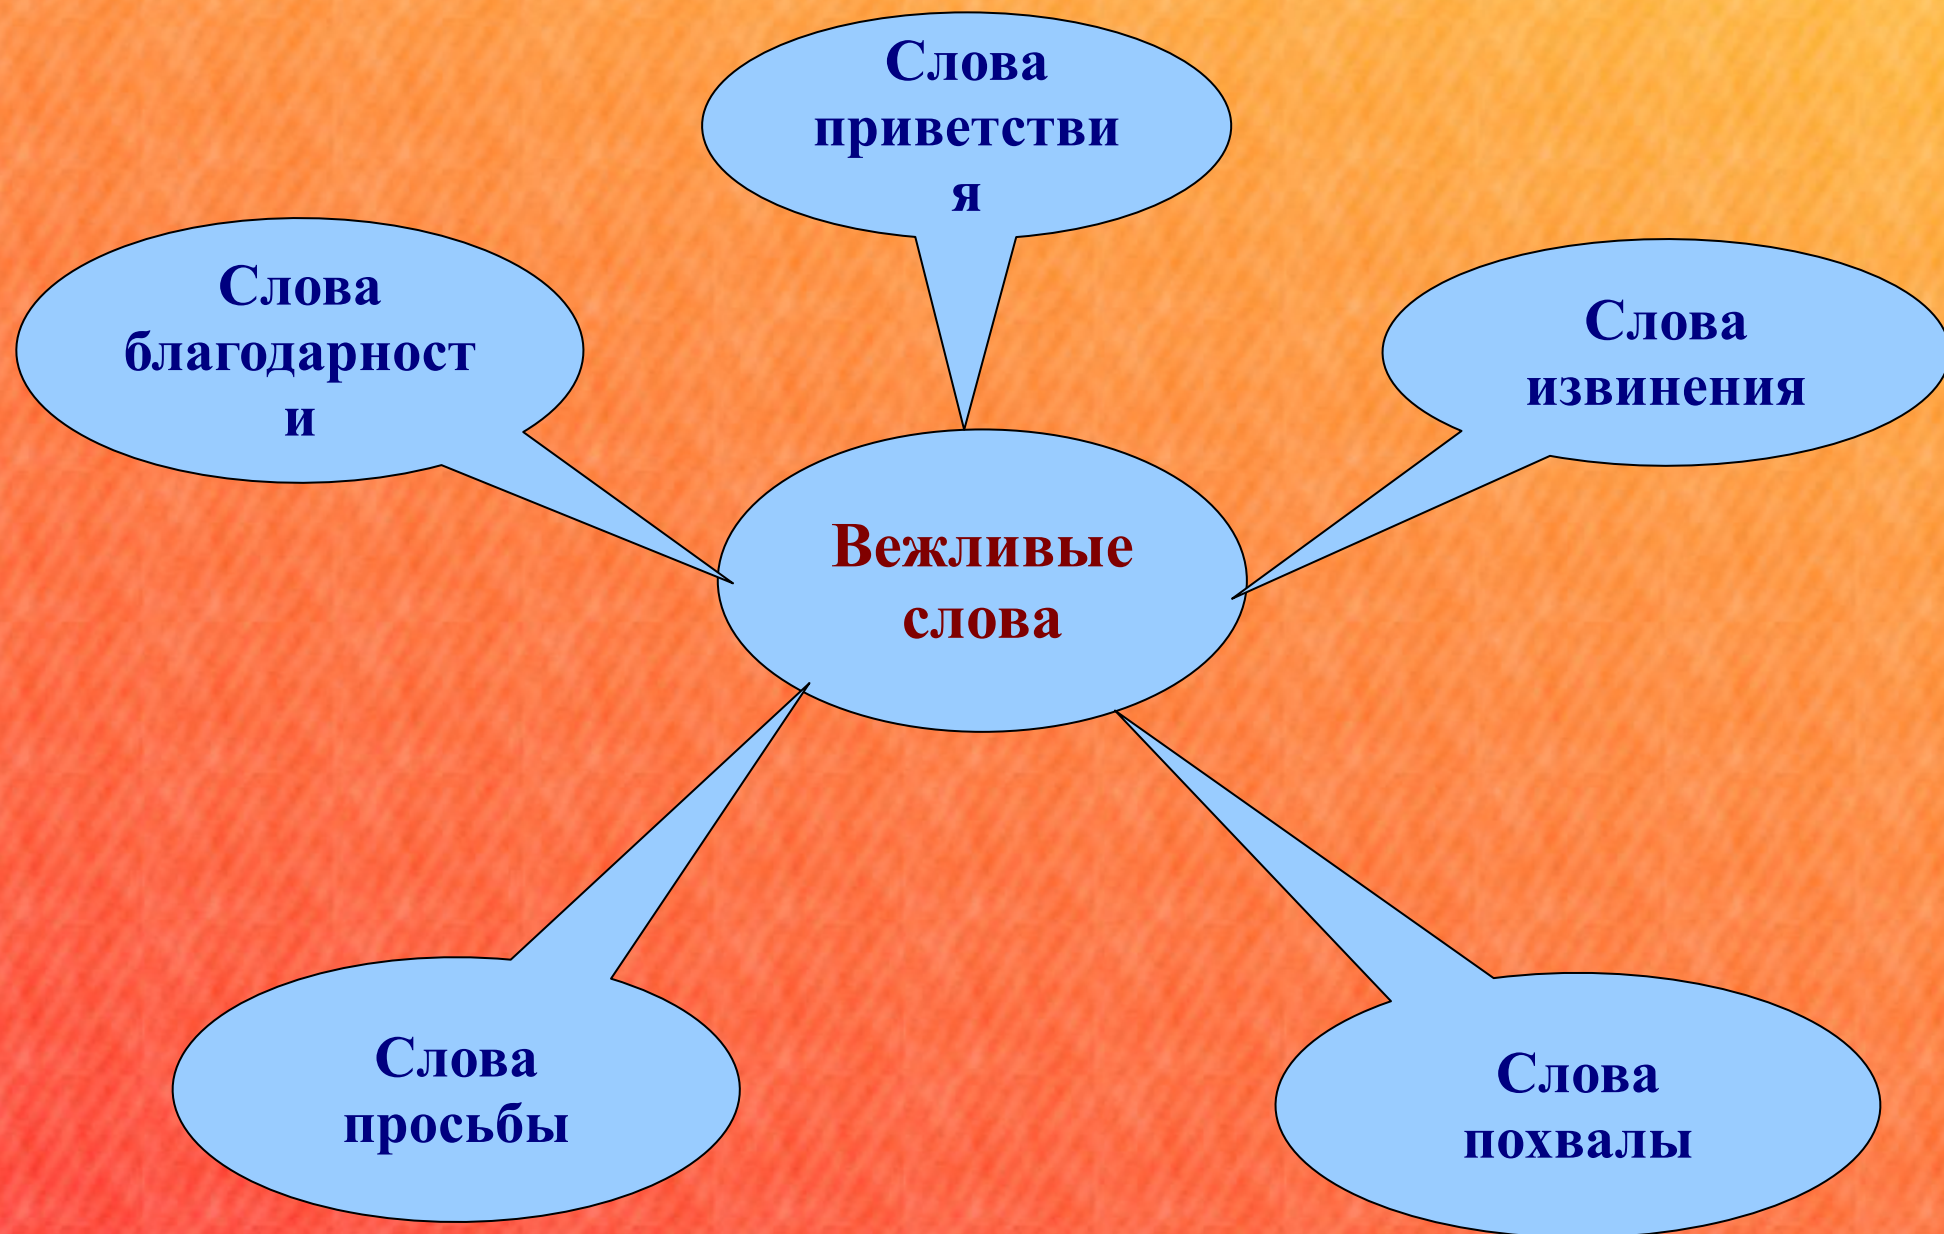 Слова
приветстви
я
Слова
благодарност
и
Слова
извинения
Вежливые
слова
Слова
просьбы
Слова
похвалы